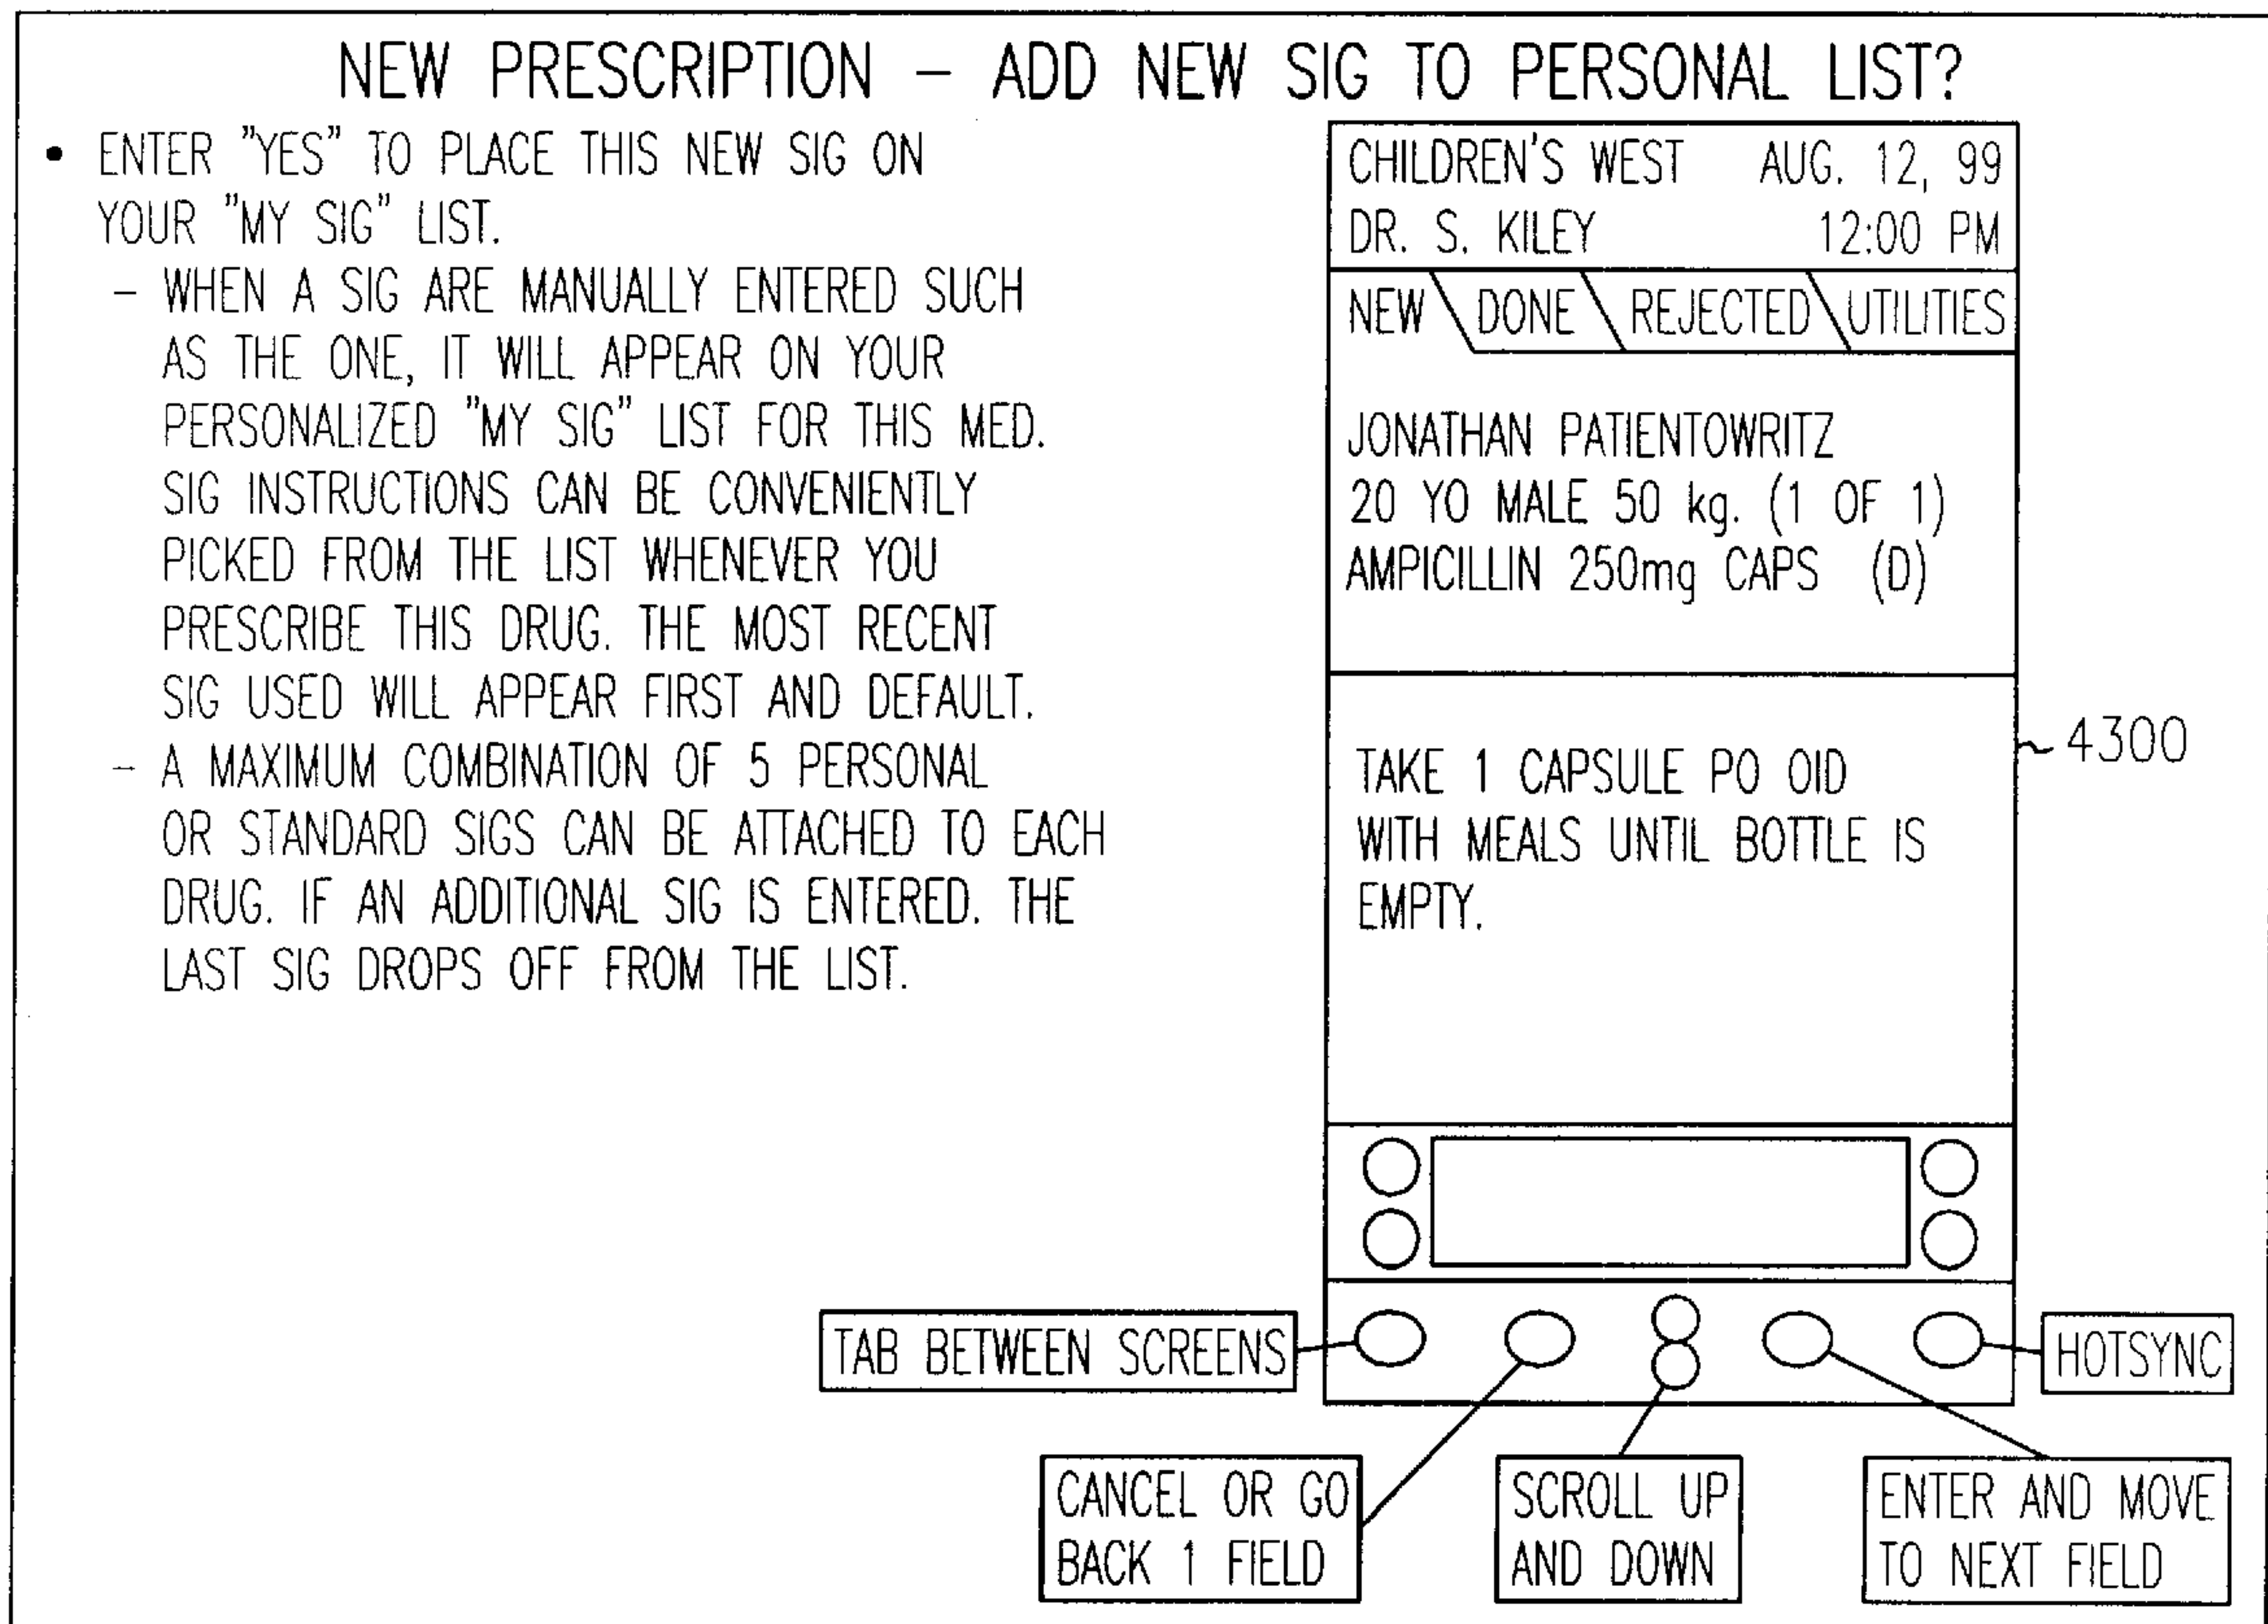 NEW PRESCRIPTION – ADD NEW SIG TO PERSONAL LIST?
• ENTER "YES" TO PLACE THIS NEW SIG ON
YOUR "MY SIG" LIST.
– WHEN A SIG ARE MANUALLY ENTERED SUCH
AS THE ONE, IT WILL APPEAR ON YOUR
PERSONALIZED "MY SIG" LIST FOR THIS MED.
SIG INSTRUCTIONS CAN BE CONVENIENTLY
PICKED FROM THE LIST WHENEVER YOU
PRESCRIBE THIS DRUG. THE MOST RECENT
SIG USED WILL APPEAR FIRST AND DEFAULT.
– A MAXIMUM COMBINATION OF 5 PERSONAL
OR STANDARD SIGS CAN BE ATTACHED TO EACH
DRUG. IF AN ADDITIONAL SIG IS ENTERED. THE
LAST SIG DROPS OFF FROM THE LIST.
CHILDREN'S WEST AUG. 12, 99
DR. S. KILEY 12:00 PM
NEW DONE REJECTED UTILITIES
JONATHAN PATIENTOWRITZ
20 YO MALE 50 kg. (1 OF 1)
AMPICILLIN 250mg CAPS (D)
TAKE 1 CAPSULE PO OID
WITH MEALS UNTIL BOTTLE IS
EMPTY.
4300
TAB BETWEEN SCREENS
HOTSYNC
CANCEL OR GO
BACK 1 FIELD
SCROLL UP
AND DOWN
ENTER AND MOVE
TO NEXT FIELD